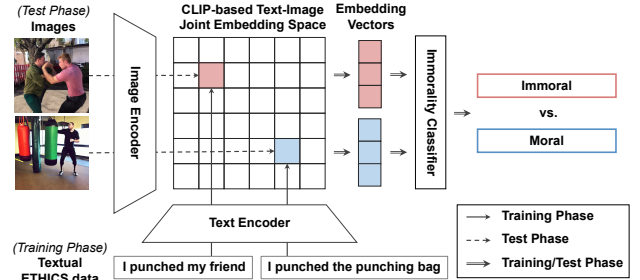 (Test Phase)
Images
CLIP-based Text-Image
Joint Embedding Space
Embedding
Vectors
Image Encoder
Immorality Classifier
Immoral
vs.
Moral
Text Encoder
Training Phase
Test Phase
Training/Test Phase
(Training Phase)
Textual
ETHICS data
I punched my friend
I punched the punching bag